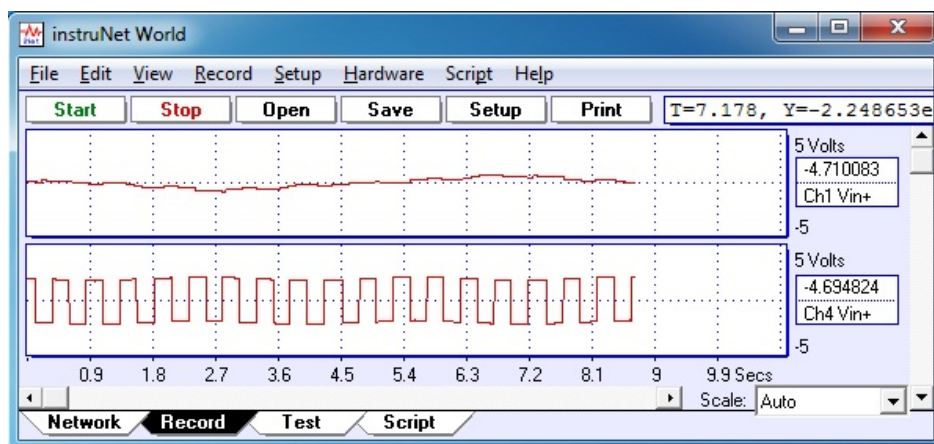 iNet instruNet World
File Edit View Record Setup Hardware Script Help
Start Stop Open Save Setup Print T=7.178, Y=-2.248653e
5 Volts
-4.710083
Ch1 Vin+
-5
5 Volts
-4.694824
Ch4 Vin+
-5
0.9 1.8 2.7 3.6 4.5 5.4 6.3 7.2 8.1 9 9.9 Secs
Scale: Auto
Network Record Test Script